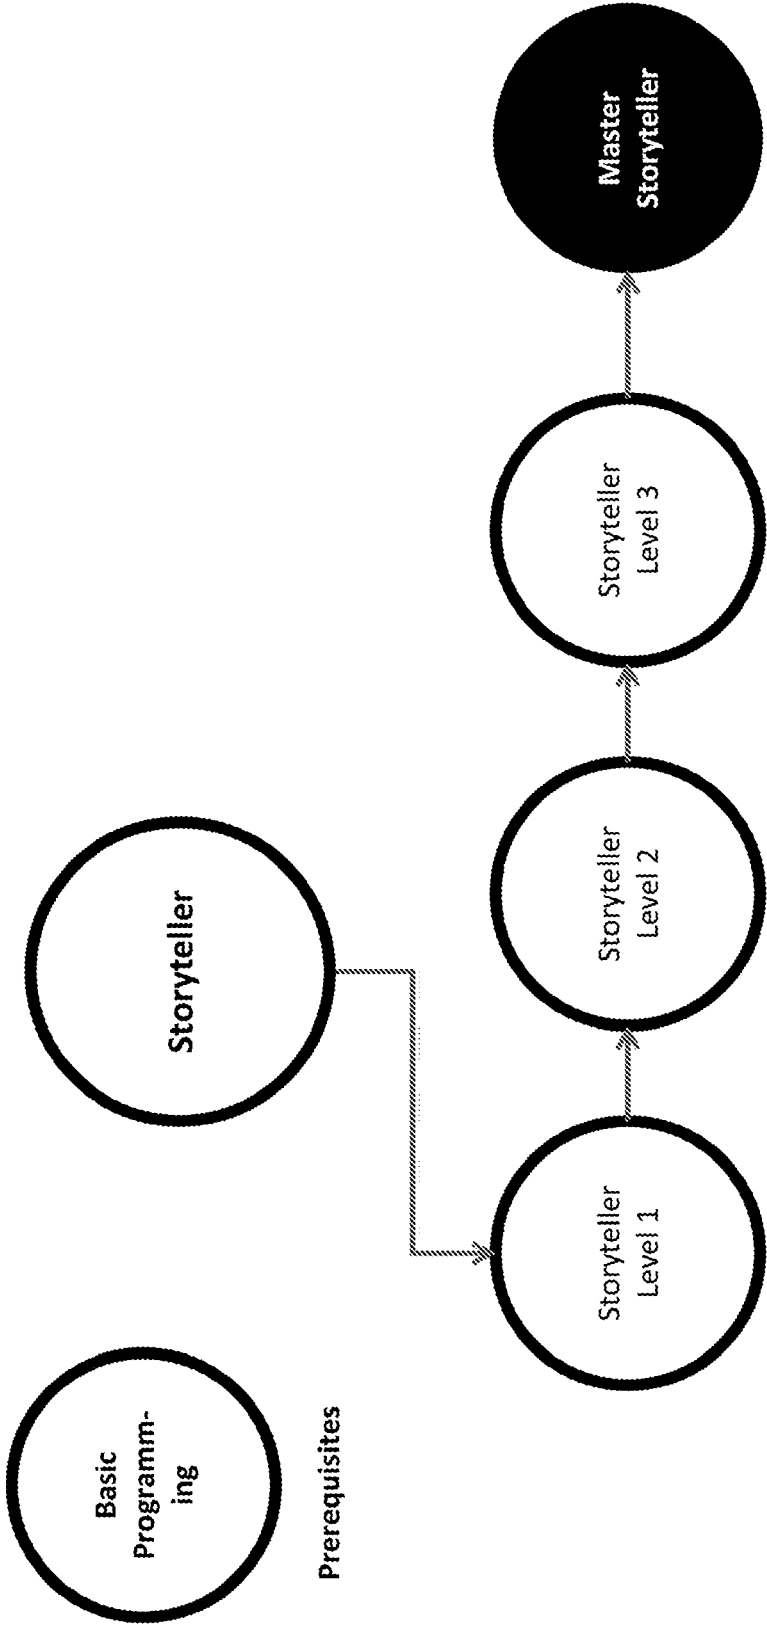 Basic
Programm-
ing
Prerequisites
Storyteller
Storyteller
Level 1
Storyteller
Level 2
Storyteller
Level 3
Master
Storyteller